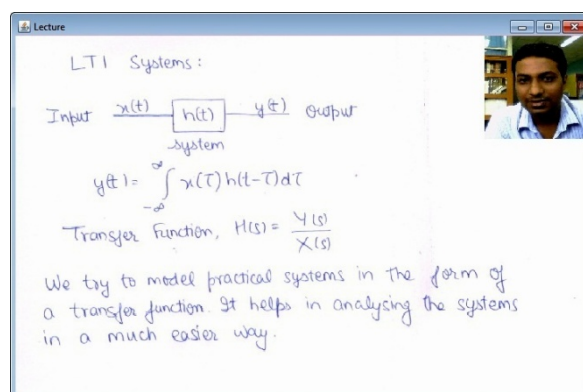 Lecture
LTI Systems:
Input x(t) h(t) y(t) Output
system
y(t) = ∫_{-∞}^{∞} x(τ) h(t-τ) dτ
Transfer Function, H(s) = Y(s)/X(s)
We try to model practical systems in the form of
a transfer function. It helps in analysing the systems
in a much easier way.